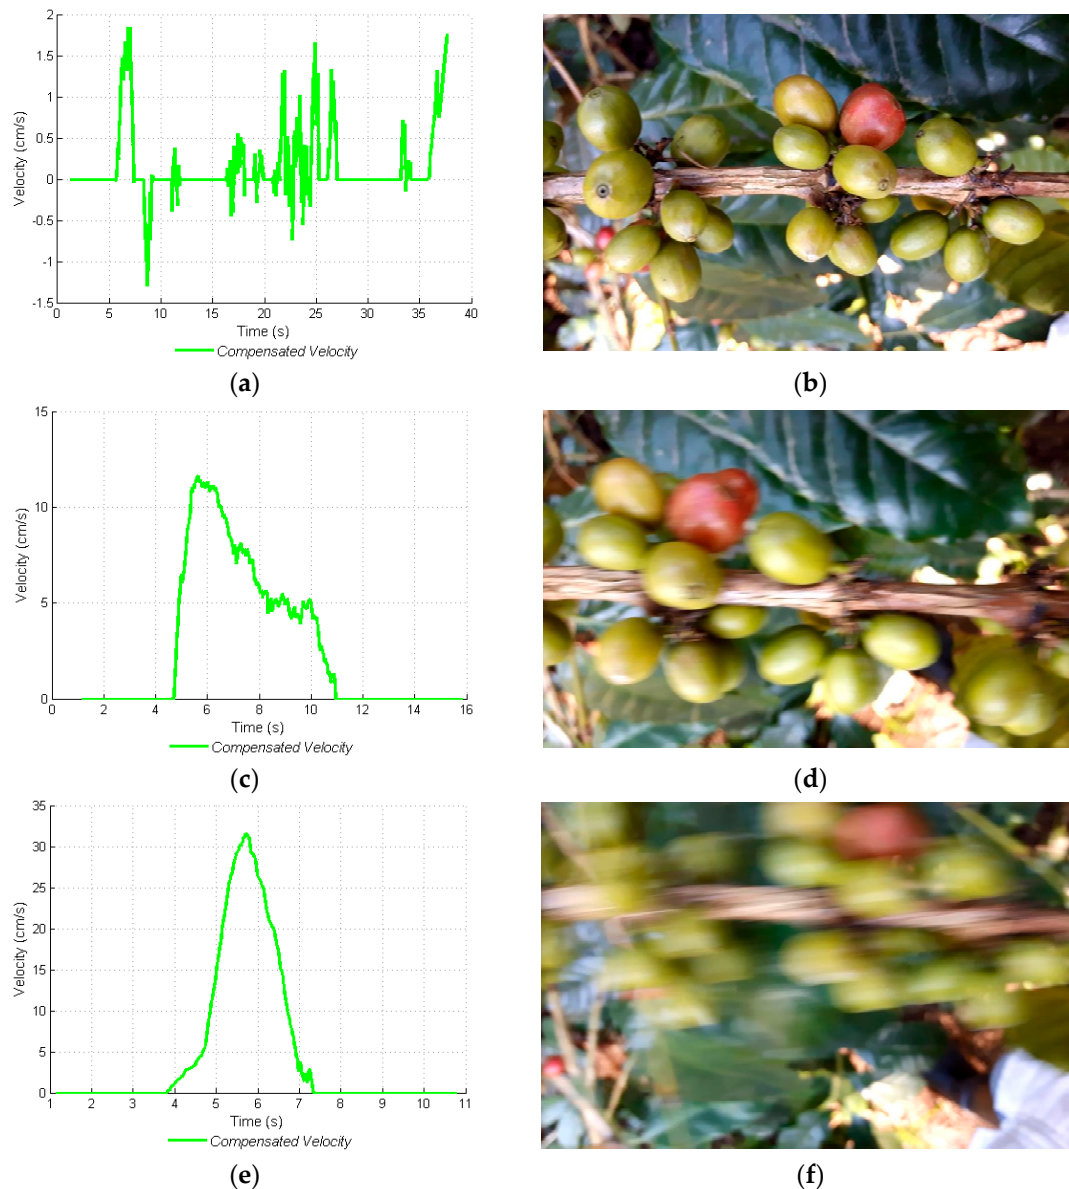 2
1.5
1
0.5
0
-0.5
-1
-1.5
0 5 10 15 20 25 30 35 40
Velocity (cm/s)
Time (s)
Compensated Velocity
(a) (b)
15
10
5
0
0 2 4 6 8 10 12 14 16
Velocity (cm/s)
Time (s)
Compensated Velocity
(c) (d)
35
30
25
20
15
10
5
0
1 2 3 4 5 6 7 8 9 10 11
Velocity (cm/s)
Time (s)
Compensated Velocity
(e) (f)